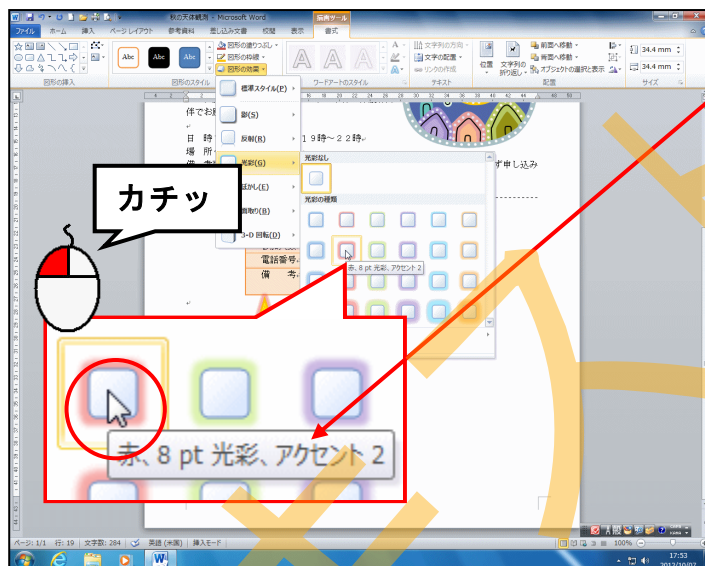 秋の天体観測 - Microsoft Word
描画ツール
ファイル ホーム 挿入 ページ レイアウト 参考資料 差し込み文書 校閲 表示 書式
Abc Abc Abc
図形の塗りつぶし
図形の枠線
図形の効果
A A A
文字列の方向
文字の配置
リンクの作成
位置 文字列の折り返し
前面へ移動
背面へ移動
オブジェクトの選択と表示
34.4 mm
34.4 mm
図形の挿入 図形のスタイル ワードアートのスタイル テキスト 配置 サイズ
標準スタイル(P)
影(S)
反射(R)
光彩(G)
ぼかし(E)
面取り(B)
3-D 回転(D)
日 時
19時～22時
場 所
ず申し込み
電話番号
備 考
光彩なし
光彩の種類
赤、8 pt 光彩、アクセント 2
カチッ
赤、8 pt 光彩、アクセント 2
ページ: 1/1 行: 19 文字数: 284 英語 (米国) 挿入モード
100%
17:53
2012/10/02